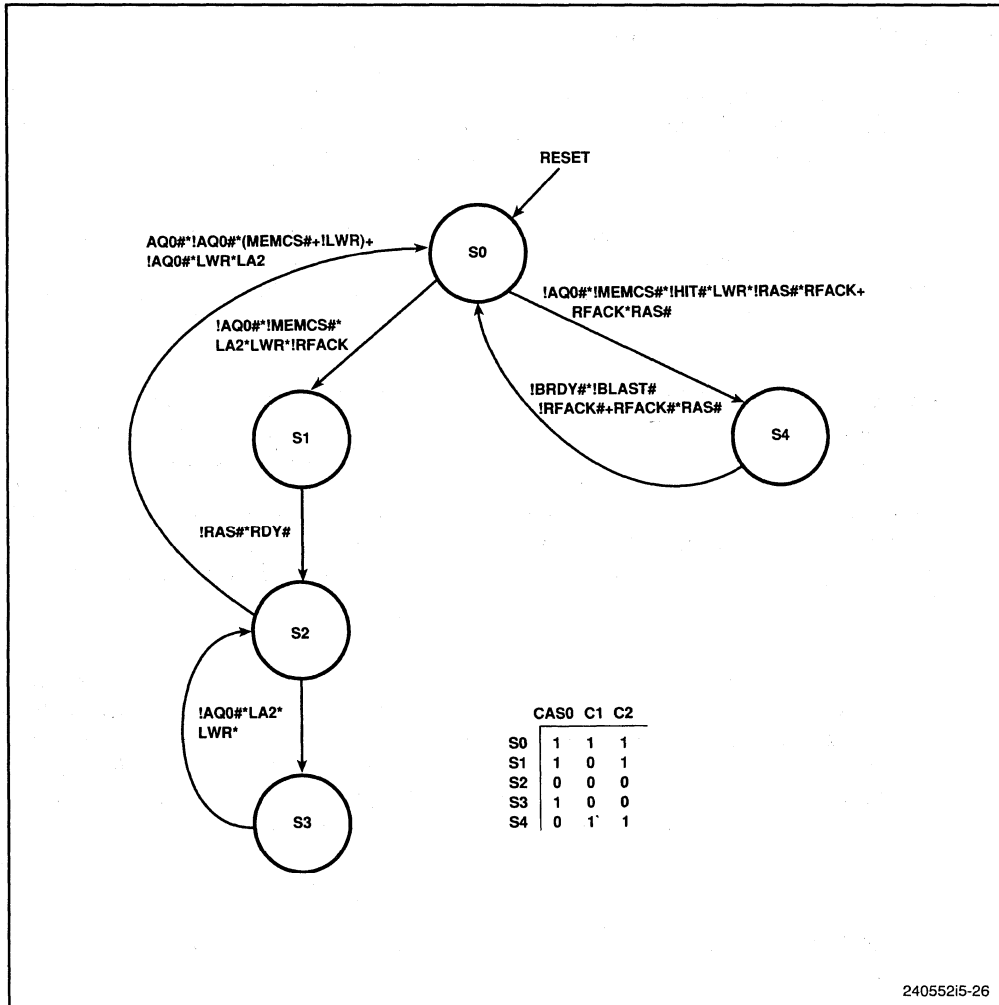 RESET
S0
AQ0#*!AQ0#*(MEMCS#+!LWR)+
!AQ0#*LWR*LA2
!AQ0#*!MEMCS#*!HIT#*LWR*!RAS#*RFACK+
RFACK*RAS#
!AQ0#*!MEMCS#*
LA2*LWR*!RFACK
!BRDY#*!BLAST#
!RFACK#+RFACK#*RAS#
S1
S4
!RAS#*RDY#
S2
!AQ0#*LA2*
LWR*
S3
CAS0 C1 C2
S0 1 1 1
S1 1 0 1
S2 0 0 0
S3 1 0 0
S4 0 1 1
240552i5-26